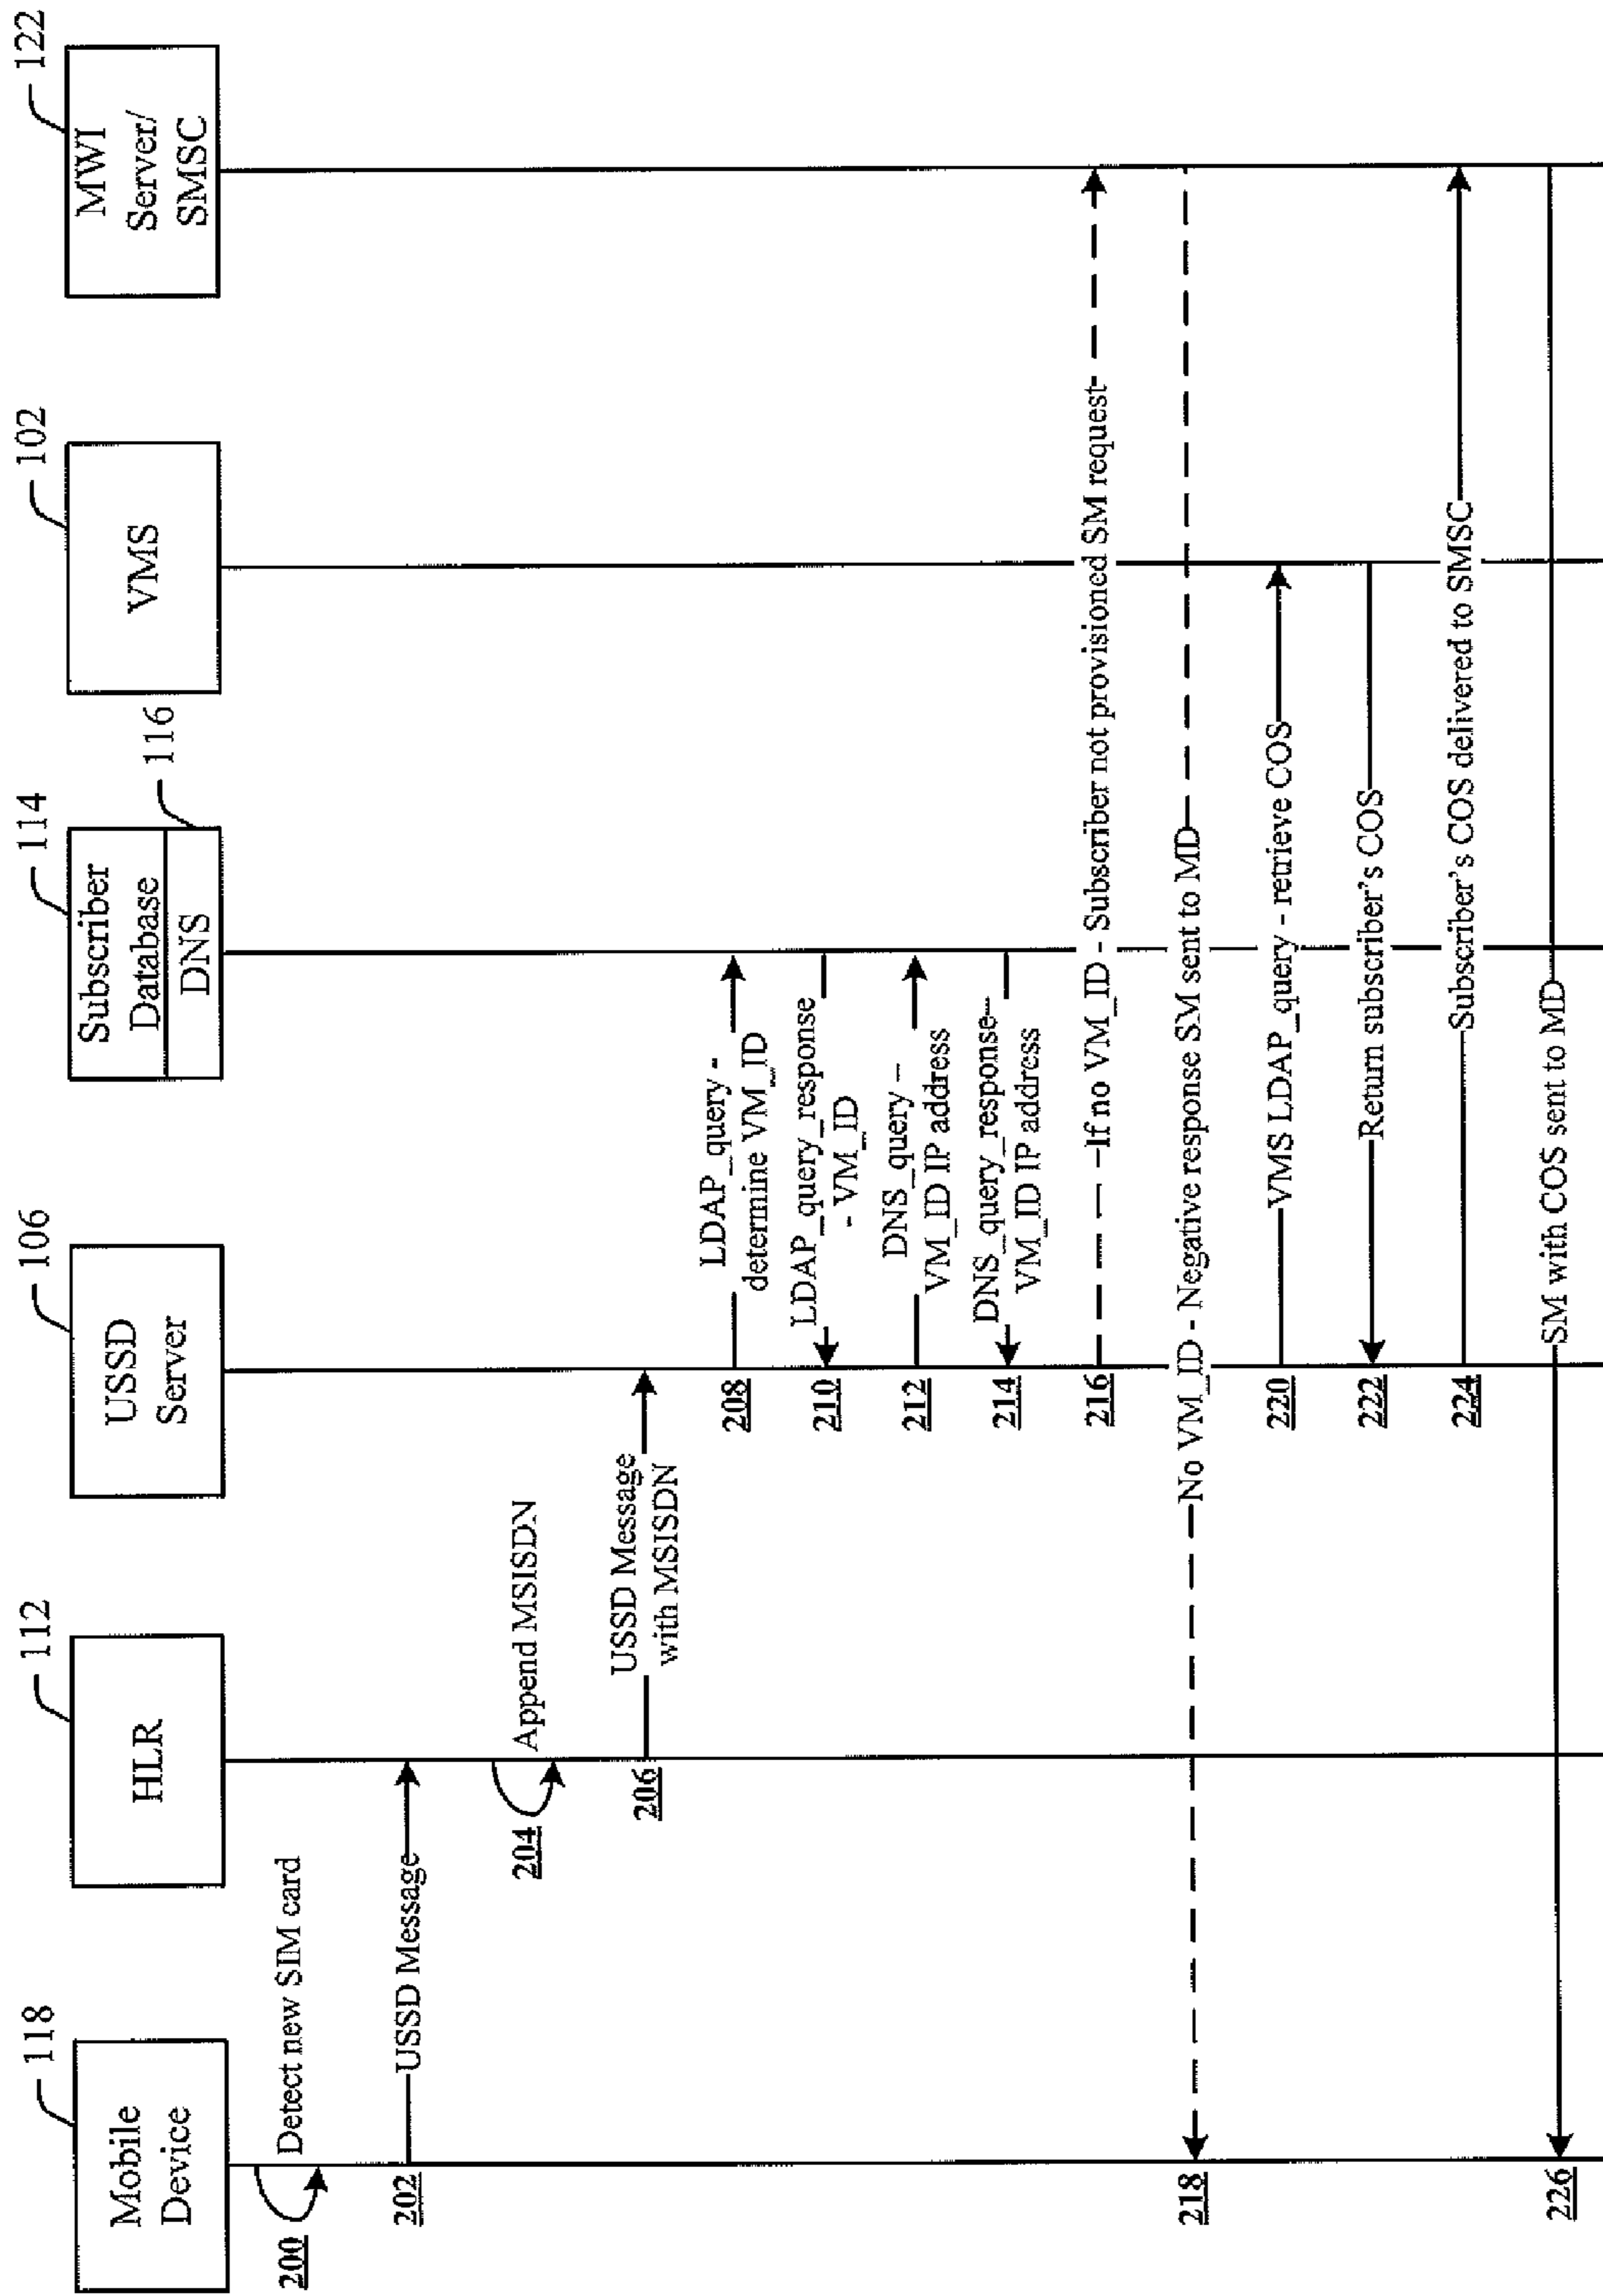 118
Mobile
Device
112
HLR
106
USSD
Server
114
Subscriber
Database
DNS
116
102
VMS
122
MWI
Server/
SMSC
200
Detect new SIM card
202
USSD Message
204
Append MSISDN
206
USSD Message
with MSISDN
208
LDAP_query -
determine VM_ID
210
LDAP_query_response
- VM_ID
212
DNS_query –
VM_ID IP address
214
DNS_query_response–
VM_ID IP address
216
If no VM_ID - Subscriber not provisioned SM request
218
No VM_ID - Negative response SM sent to MD
220
VMS LDAP_query - retrieve COS
222
Return subscriber's COS
224
Subscriber's COS delivered to SMSC
226
SM with COS sent to MD